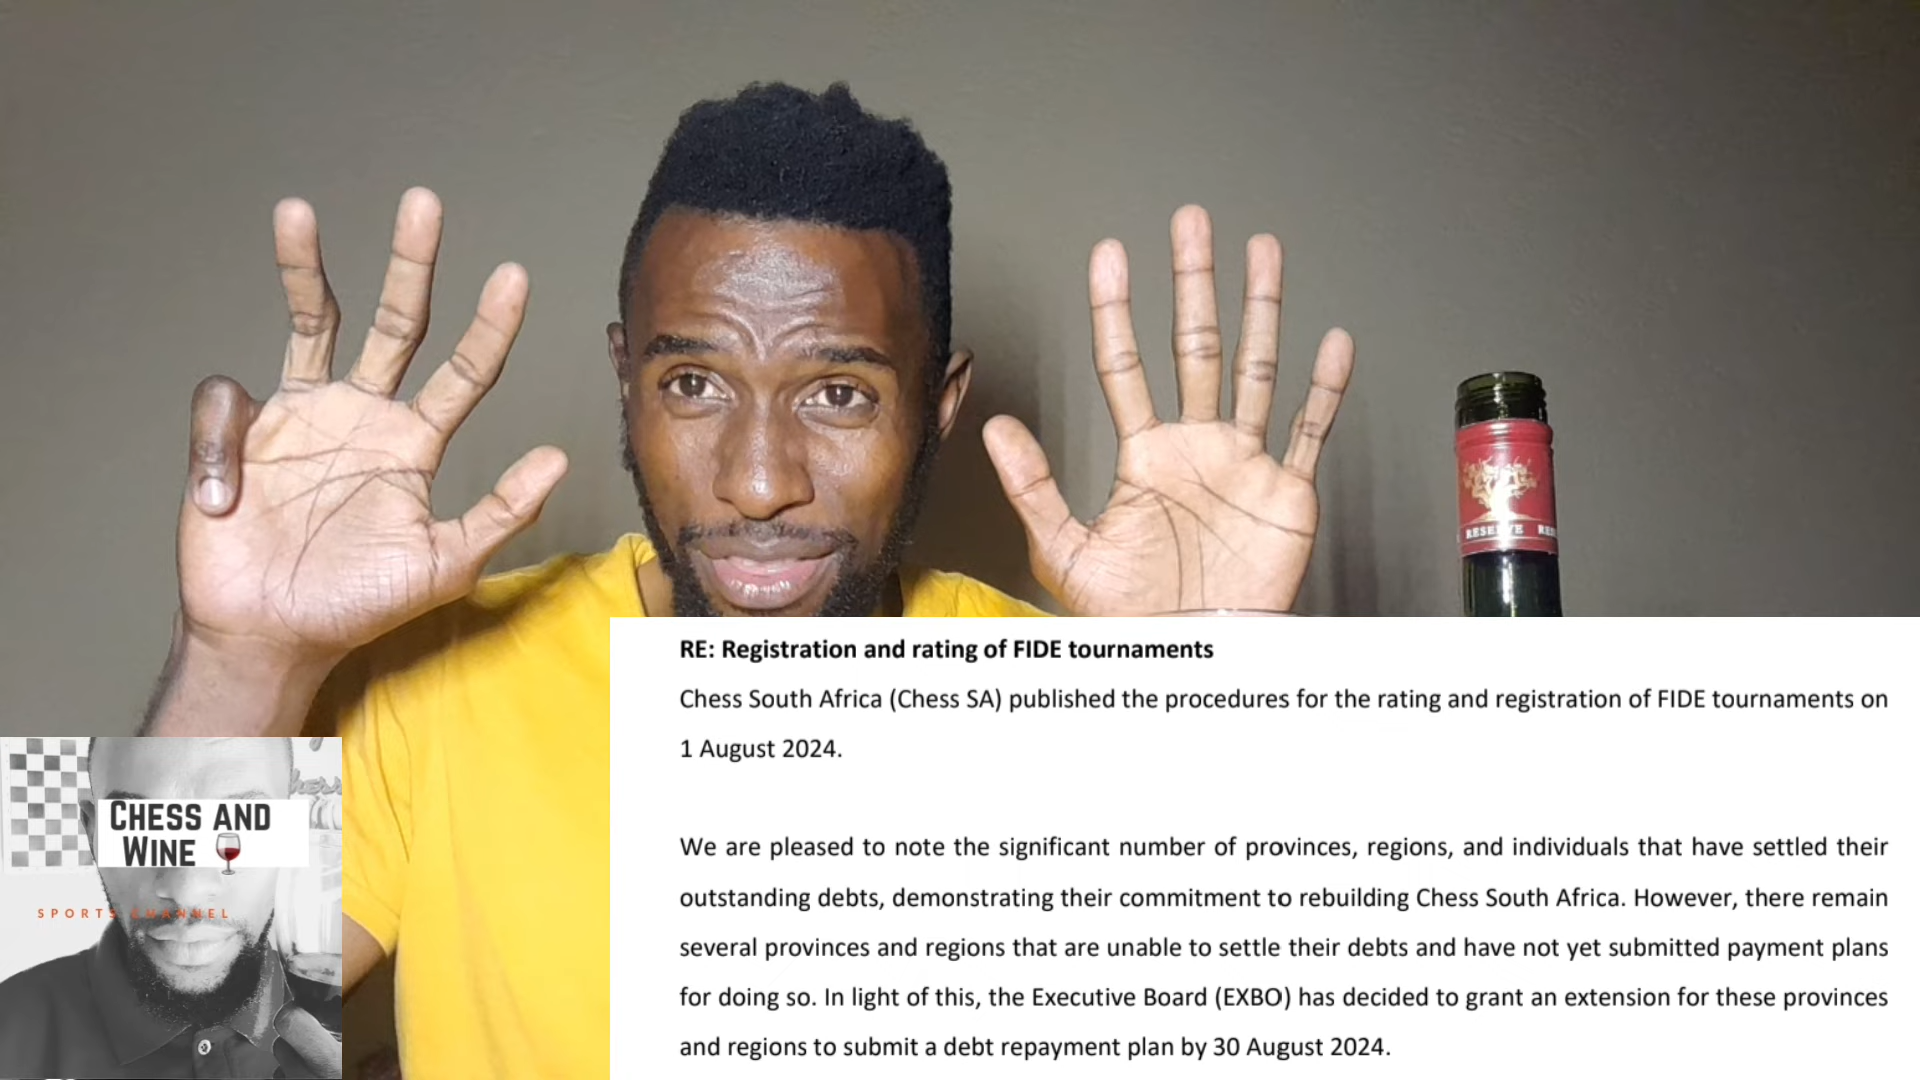 RESERVE RES
RE: Registration and rating of FIDE tournaments
Chess South Africa (Chess SA) published the procedures for the rating and registration of FIDE tournaments on
1 August 2024.
We are pleased to note the significant number of provinces, regions, and individuals that have settled their
outstanding debts, demonstrating their commitment to rebuilding Chess South Africa. However, there remain
several provinces and regions that are unable to settle their debts and have not yet submitted payment plans
for doing so. In light of this, the Executive Board (EXBO) has decided to grant an extension for these provinces
and regions to submit a debt repayment plan by 30 August 2024.
CHESS AND
WINE
SPORTS CHANNEL